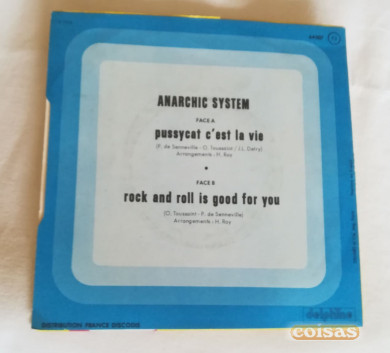 ANARCHIC SYSTEM
FACE A
pussycat c'est la vie
(P. de Senneville - O. Toussaint - J.L. Dalry)
Arrangements - H. Roy
FACE B
rock and roll is good for you
(O. Toussaint - P. de Senneville)
Arrangements - H. Roy
delphine
DISTRIBUTION FRANCE DISCODIS
coisas